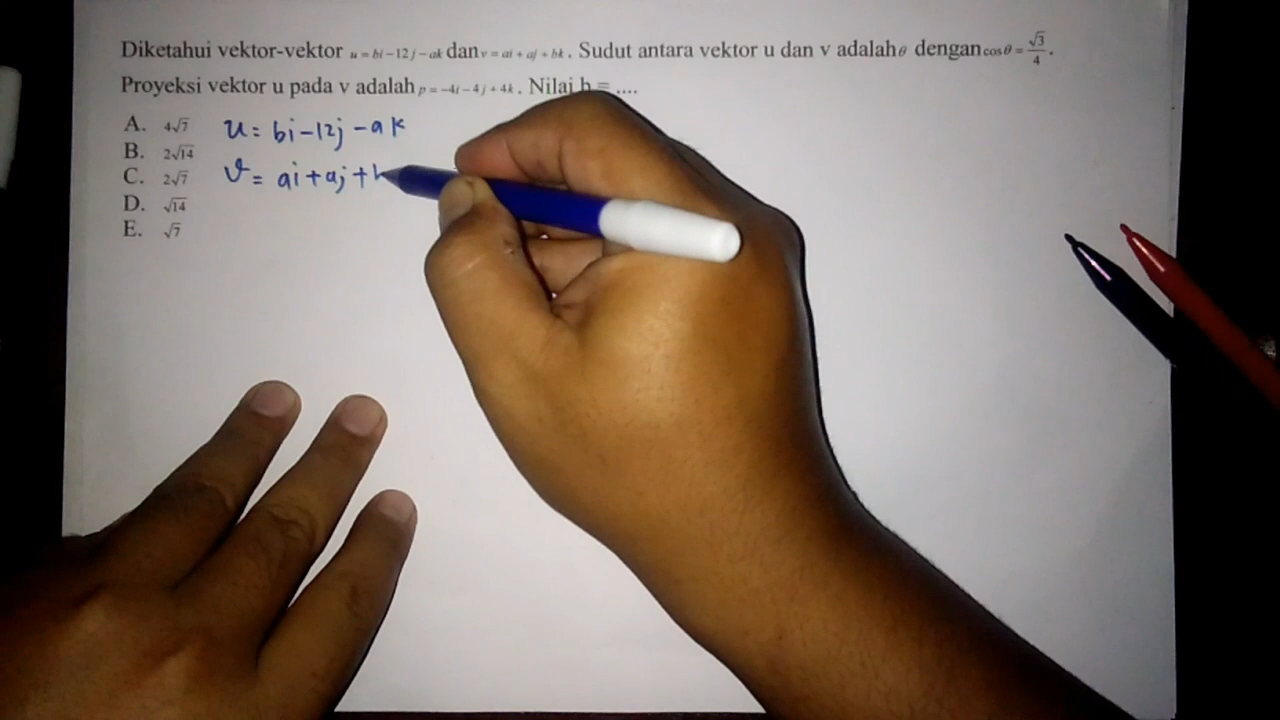 Diketahui vektor-vektor u = bi −12 j − ak dan v = ai + aj + bk. Sudut antara vektor u dan v adalah θ dengan cos θ = √3/4.
Proyeksi vektor u pada v adalah p = −4i − 4j + 4k. Nilai b = ....
A. 4√7
B. 2√14
C. 2√7
D. √14
E. √7
u = bi −12j − ak
v = ai + aj +